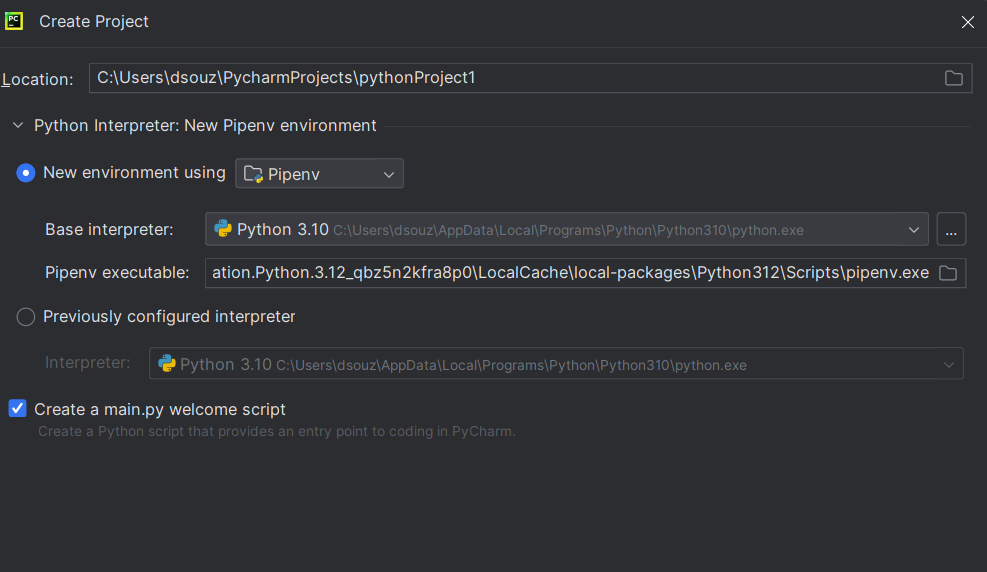 PC
Create Project
Location: C:\Users\dsouz\PycharmProjects\pythonProject1
Python Interpreter: New Pipenv environment
New environment using Pipenv
Base interpreter: Python 3.10 C:\Users\dsouz\AppData\Local\Programs\Python\Python310\python.exe ...
Pipenv executable: ation.Python.3.12_qbz5n2kfra8p0\LocalCache\local-packages\Python312\Scripts\pipenv.exe
Previously configured interpreter
Interpreter: Python 3.10 C:\Users\dsouz\AppData\Local\Programs\Python\Python310\python.exe
Create a main.py welcome script
Create a Python script that provides an entry point to coding in PyCharm.